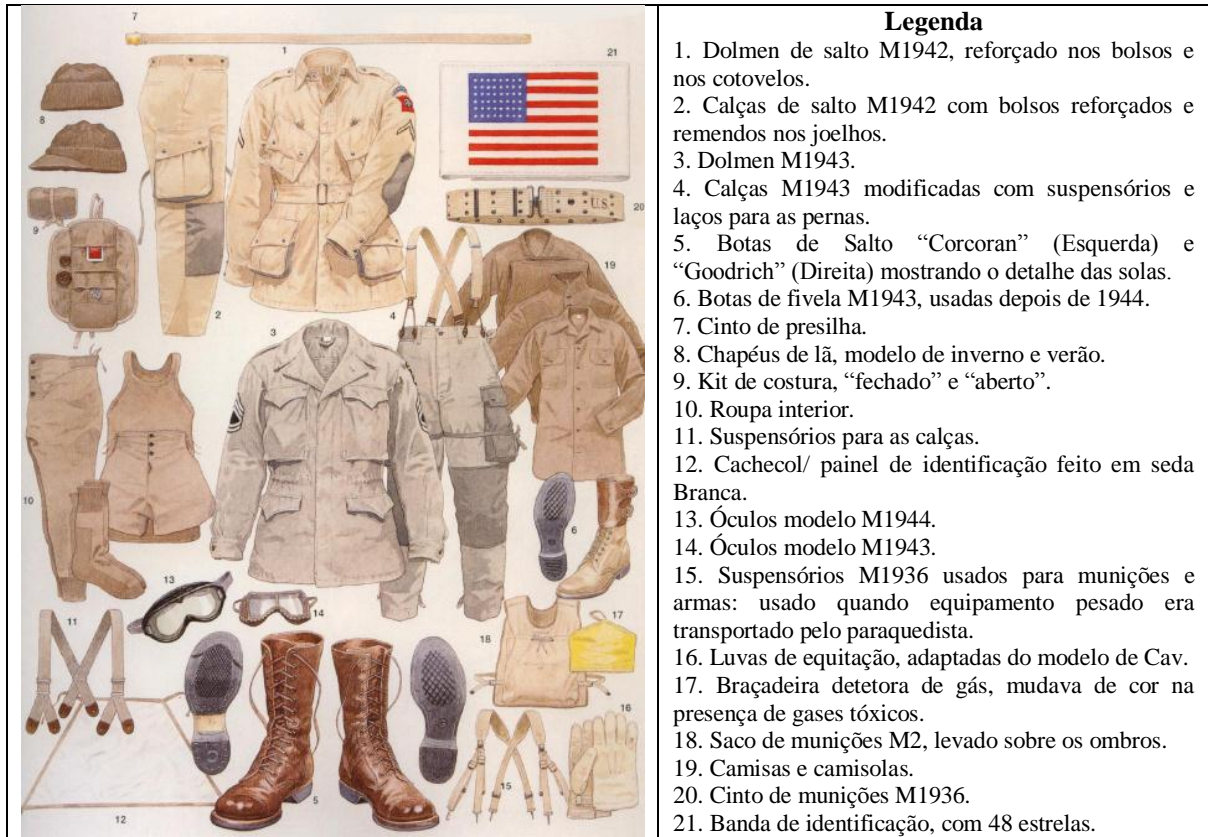 7
1
21
8
9
20
19
2
3
4
10
6
13
14
17
11
18
16
5
15
12
U.S.
Legenda
1. Dolmen de salto M1942, reforçado nos bolsos e
nos cotovelos.
2. Calças de salto M1942 com bolsos reforçados e
remendos nos joelhos.
3. Dolmen M1943.
4. Calças M1943 modificadas com suspensórios e
laços para as pernas.
5. Botas de Salto “Corcoran” (Esquerda) e
“Goodrich” (Direita) mostrando o detalhe das solas.
6. Botas de fivela M1943, usadas depois de 1944.
7. Cinto de presilha.
8. Chapéus de lã, modelo de inverno e verão.
9. Kit de costura, “fechado” e “aberto”.
10. Roupa interior.
11. Suspensórios para as calças.
12. Cachecol/ painel de identificação feito em seda
Branca.
13. Óculos modelo M1944.
14. Óculos modelo M1943.
15. Suspensórios M1936 usados para munições e
armas: usado quando equipamento pesado era
transportado pelo paraquedista.
16. Luvas de equitação, adaptadas do modelo de Cav.
17. Braçadeira detetora de gás, mudava de cor na
presença de gases tóxicos.
18. Saco de munições M2, levado sobre os ombros.
19. Camisas e camisolas.
20. Cinto de munições M1936.
21. Banda de identificação, com 48 estrelas.